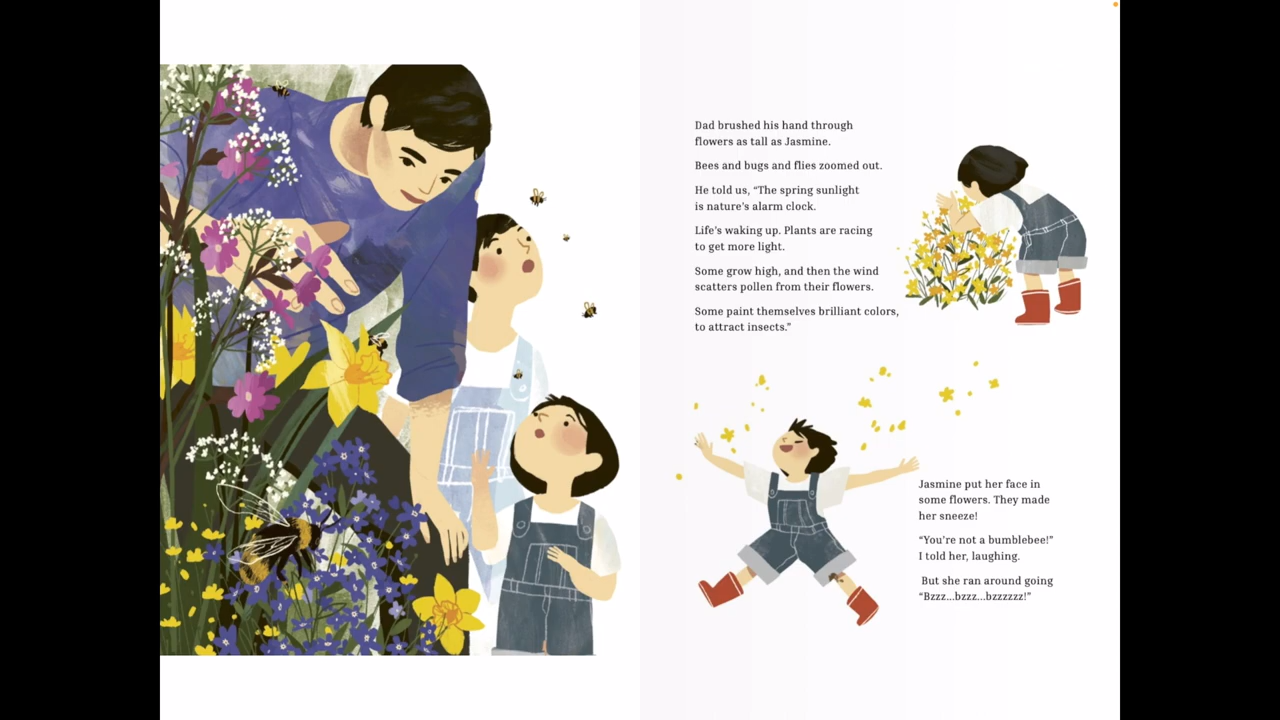 Dad brushed his hand through
flowers as tall as Jasmine.
Bees and bugs and flies zoomed out.
He told us, “The spring sunlight
is nature’s alarm clock.
Life’s waking up. Plants are racing
to get more light.
Some grow high, and then the wind
scatters pollen from their flowers.
Some paint themselves brilliant colors,
to attract insects.”
Jasmine put her face in
some flowers. They made
her sneeze!
“You’re not a bumblebee!”
I told her, laughing.
But she ran around going
“Bzzz...bzzz...bzzzzzz!”